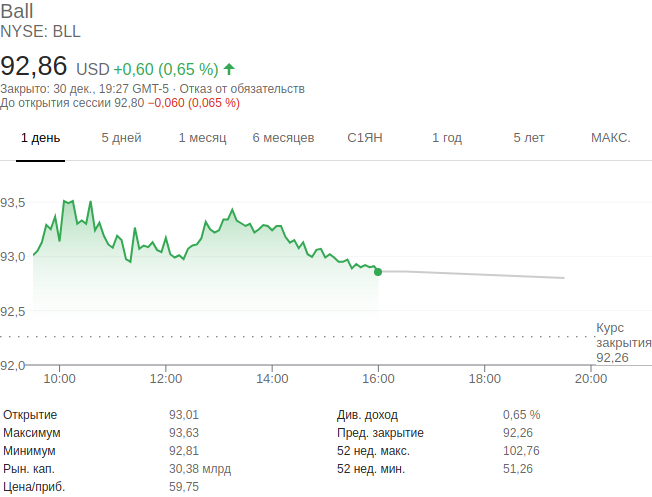 Ball
NYSE: BLL
92,86 USD +0,60 (0,65 %)
Закрыто: 30 дек., 19:27 GMT-5 · Отказ от обязательств
До открытия сессии 92,80 −0,060 (0,065 %)
1 день 5 дней 1 месяц 6 месяцев С1ЯН 1 год 5 лет МАКС.
93,5
93,0
92,5
Курс
закрытия
92,26
92,0
10:00 12:00 14:00 16:00 18:00 20:00
Открытие 93,01 Див. доход 0,65 %
Максимум 93,63 Пред. закрытие 92,26
Минимум 92,81 52 нед. макс. 102,76
Рын. кап. 30,38 млрд 52 нед. мин. 51,26
Цена/приб. 59,75